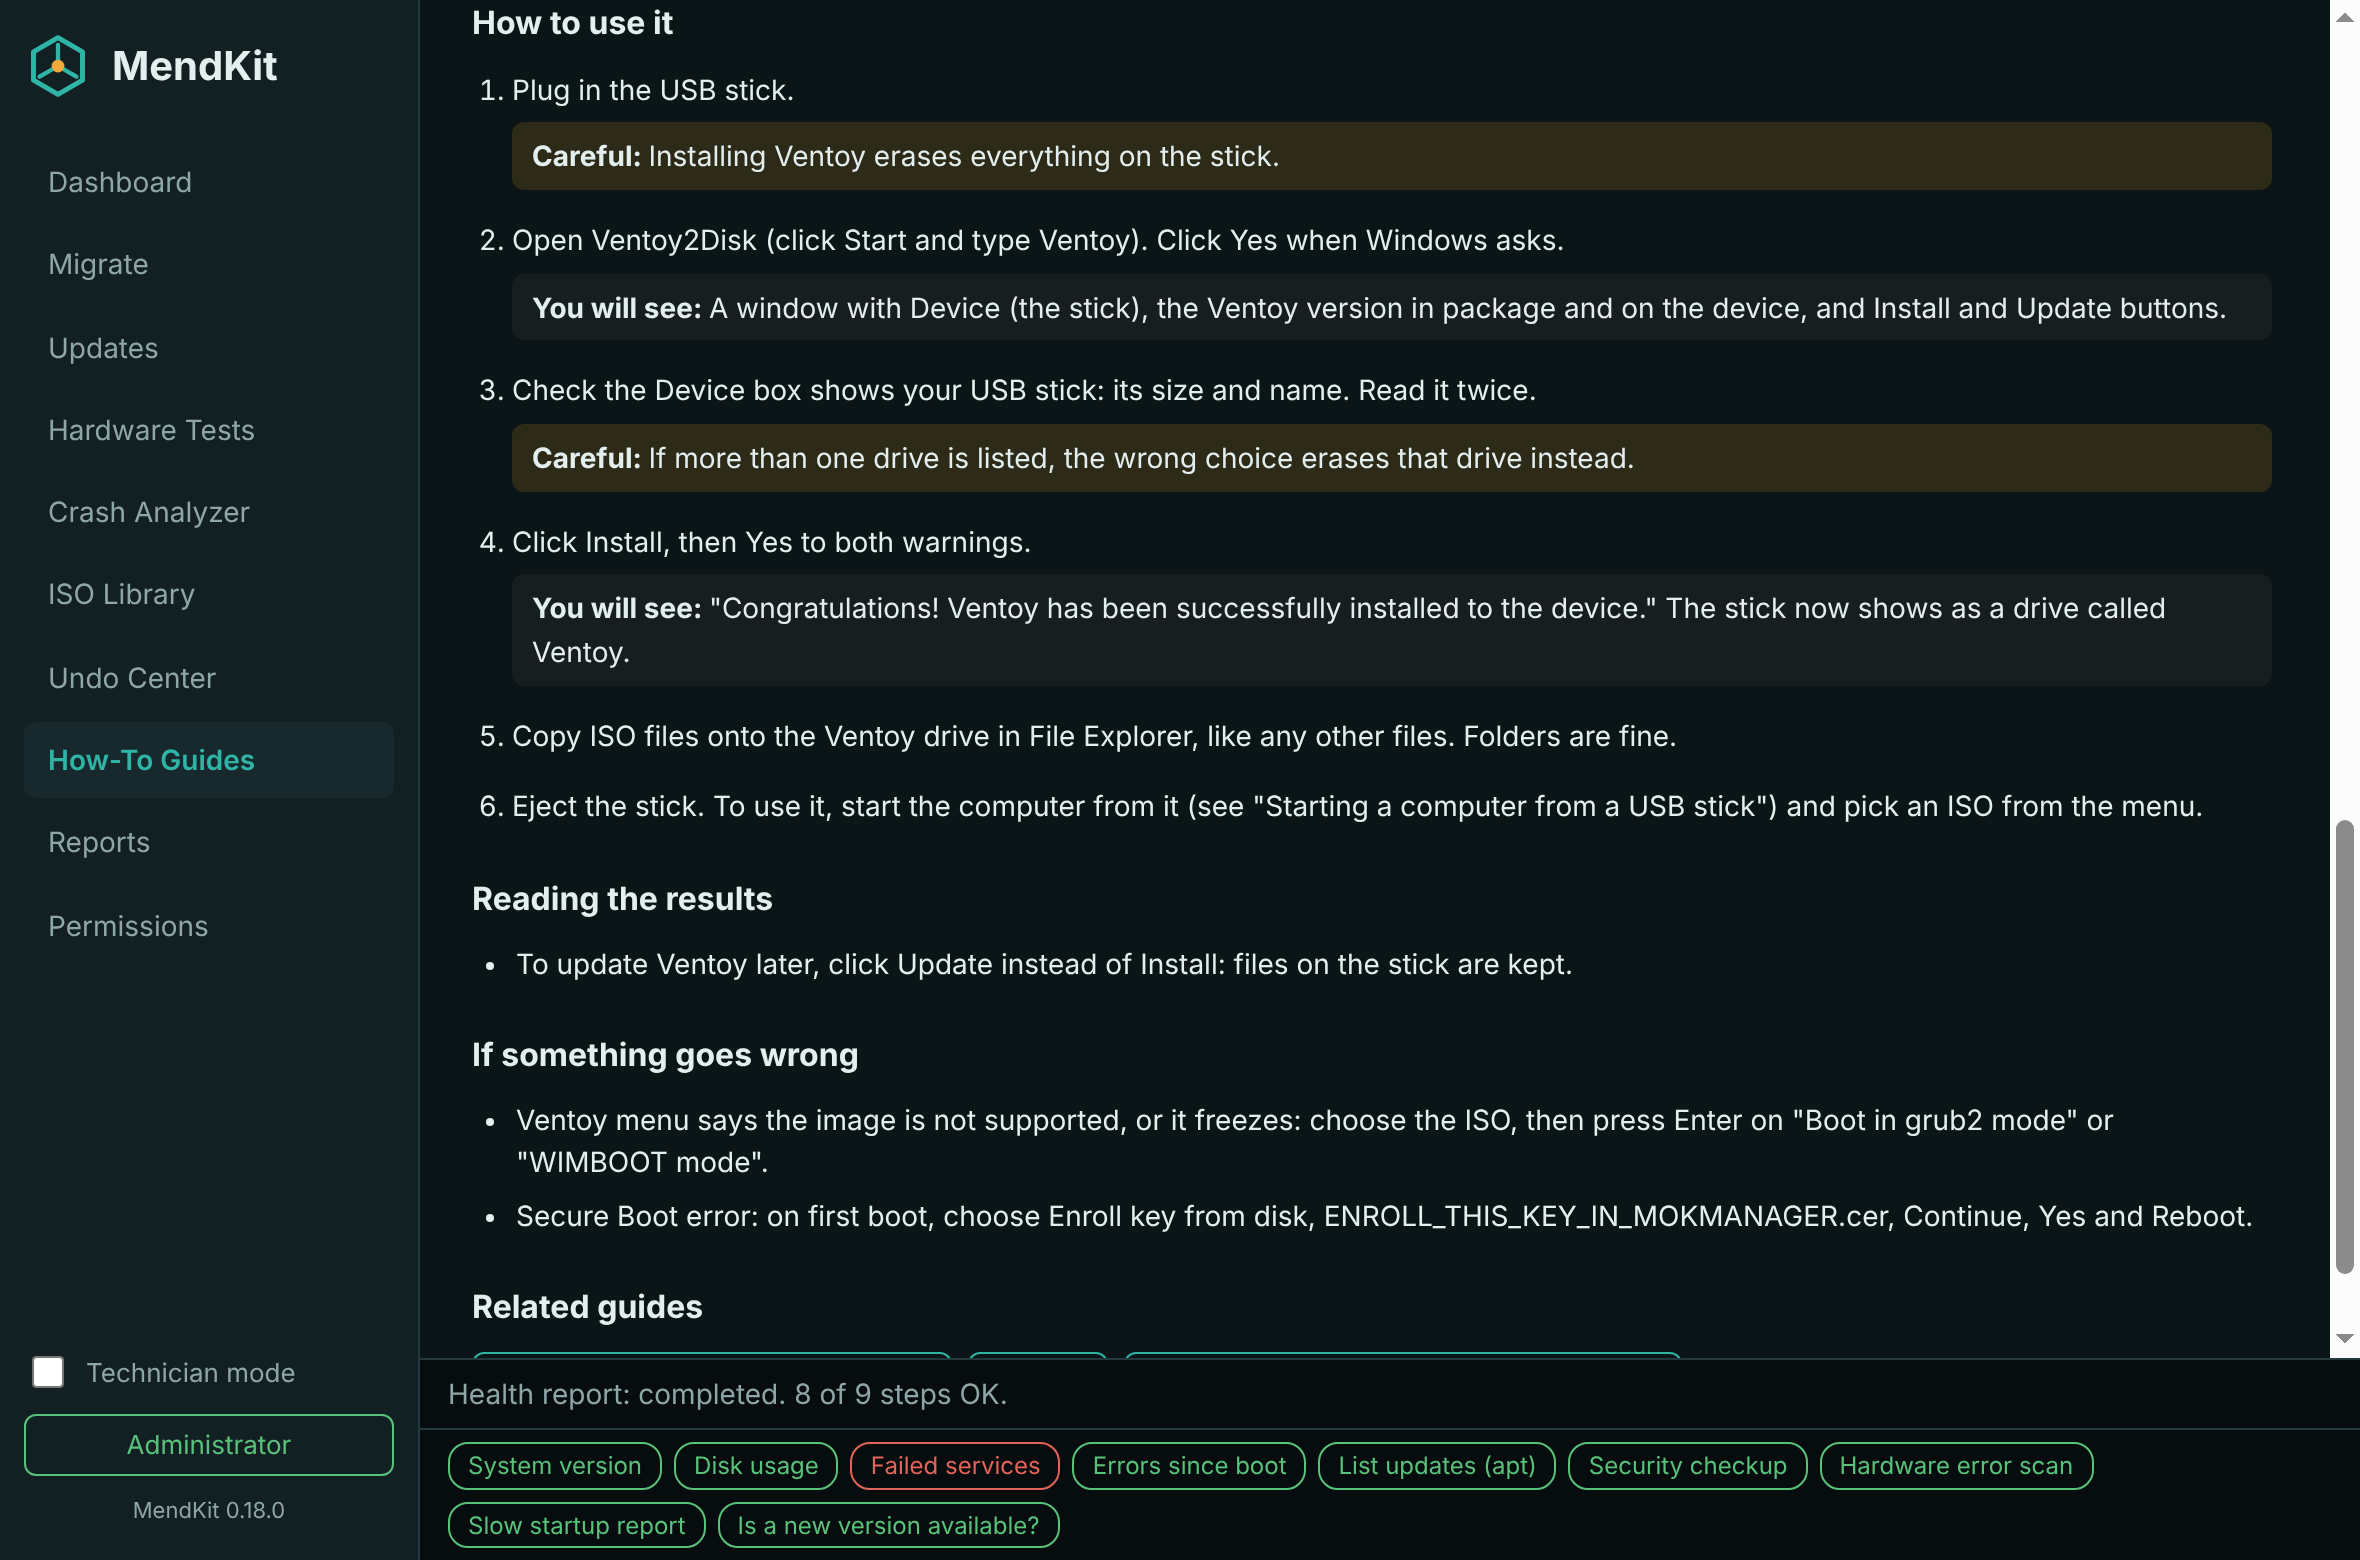 MendKit
Dashboard
Migrate
Updates
Hardware Tests
Crash Analyzer
ISO Library
Undo Center
How-To Guides
Reports
Permissions
Technician mode
Administrator
MendKit 0.18.0
How to use it
1. Plug in the USB stick.
Careful: Installing Ventoy erases everything on the stick.
2. Open Ventoy2Disk (click Start and type Ventoy). Click Yes when Windows asks.
You will see: A window with Device (the stick), the Ventoy version in package and on the device, and Install and Update buttons.
3. Check the Device box shows your USB stick: its size and name. Read it twice.
Careful: If more than one drive is listed, the wrong choice erases that drive instead.
4. Click Install, then Yes to both warnings.
You will see: "Congratulations! Ventoy has been successfully installed to the device." The stick now shows as a drive called
Ventoy.
5. Copy ISO files onto the Ventoy drive in File Explorer, like any other files. Folders are fine.
6. Eject the stick. To use it, start the computer from it (see "Starting a computer from a USB stick") and pick an ISO from the menu.
Reading the results
• To update Ventoy later, click Update instead of Install: files on the stick are kept.
If something goes wrong
• Ventoy menu says the image is not supported, or it freezes: choose the ISO, then press Enter on "Boot in grub2 mode" or
"WIMBOOT mode".
• Secure Boot error: on first boot, choose Enroll key from disk, ENROLL_THIS_KEY_IN_MOKMANAGER.cer, Continue, Yes and Reboot.
Related guides
Health report: completed. 8 of 9 steps OK.
System version Disk usage Failed services Errors since boot List updates (apt) Security checkup Hardware error scan
Slow startup report Is a new version available?